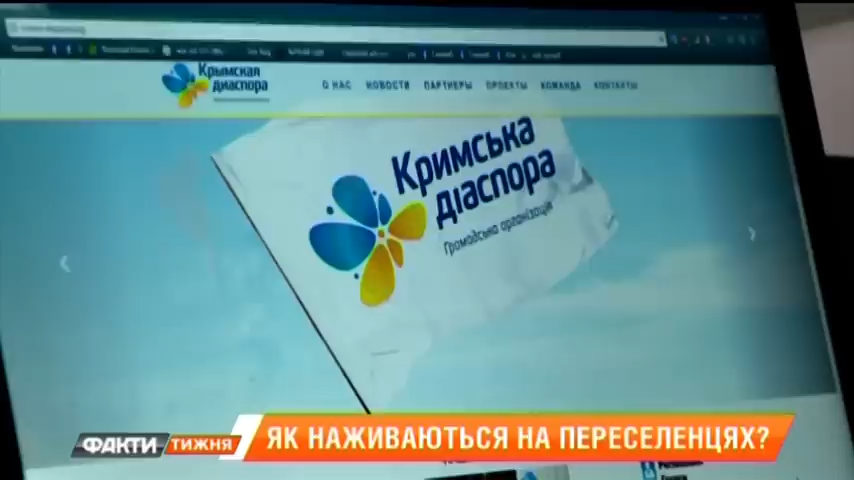 Крымская
диаспора
О НАС НОВОСТИ ПАРТНЕРЫ ПРОЕКТЫ КОМАНДА КОНТАКТЫ
Кримська
діаспора
Громадська організація
ФАКТИ ТИЖНЯ
ЯК НАЖИВАЮТЬСЯ НА ПЕРЕСЕЛЕНЦЯХ?